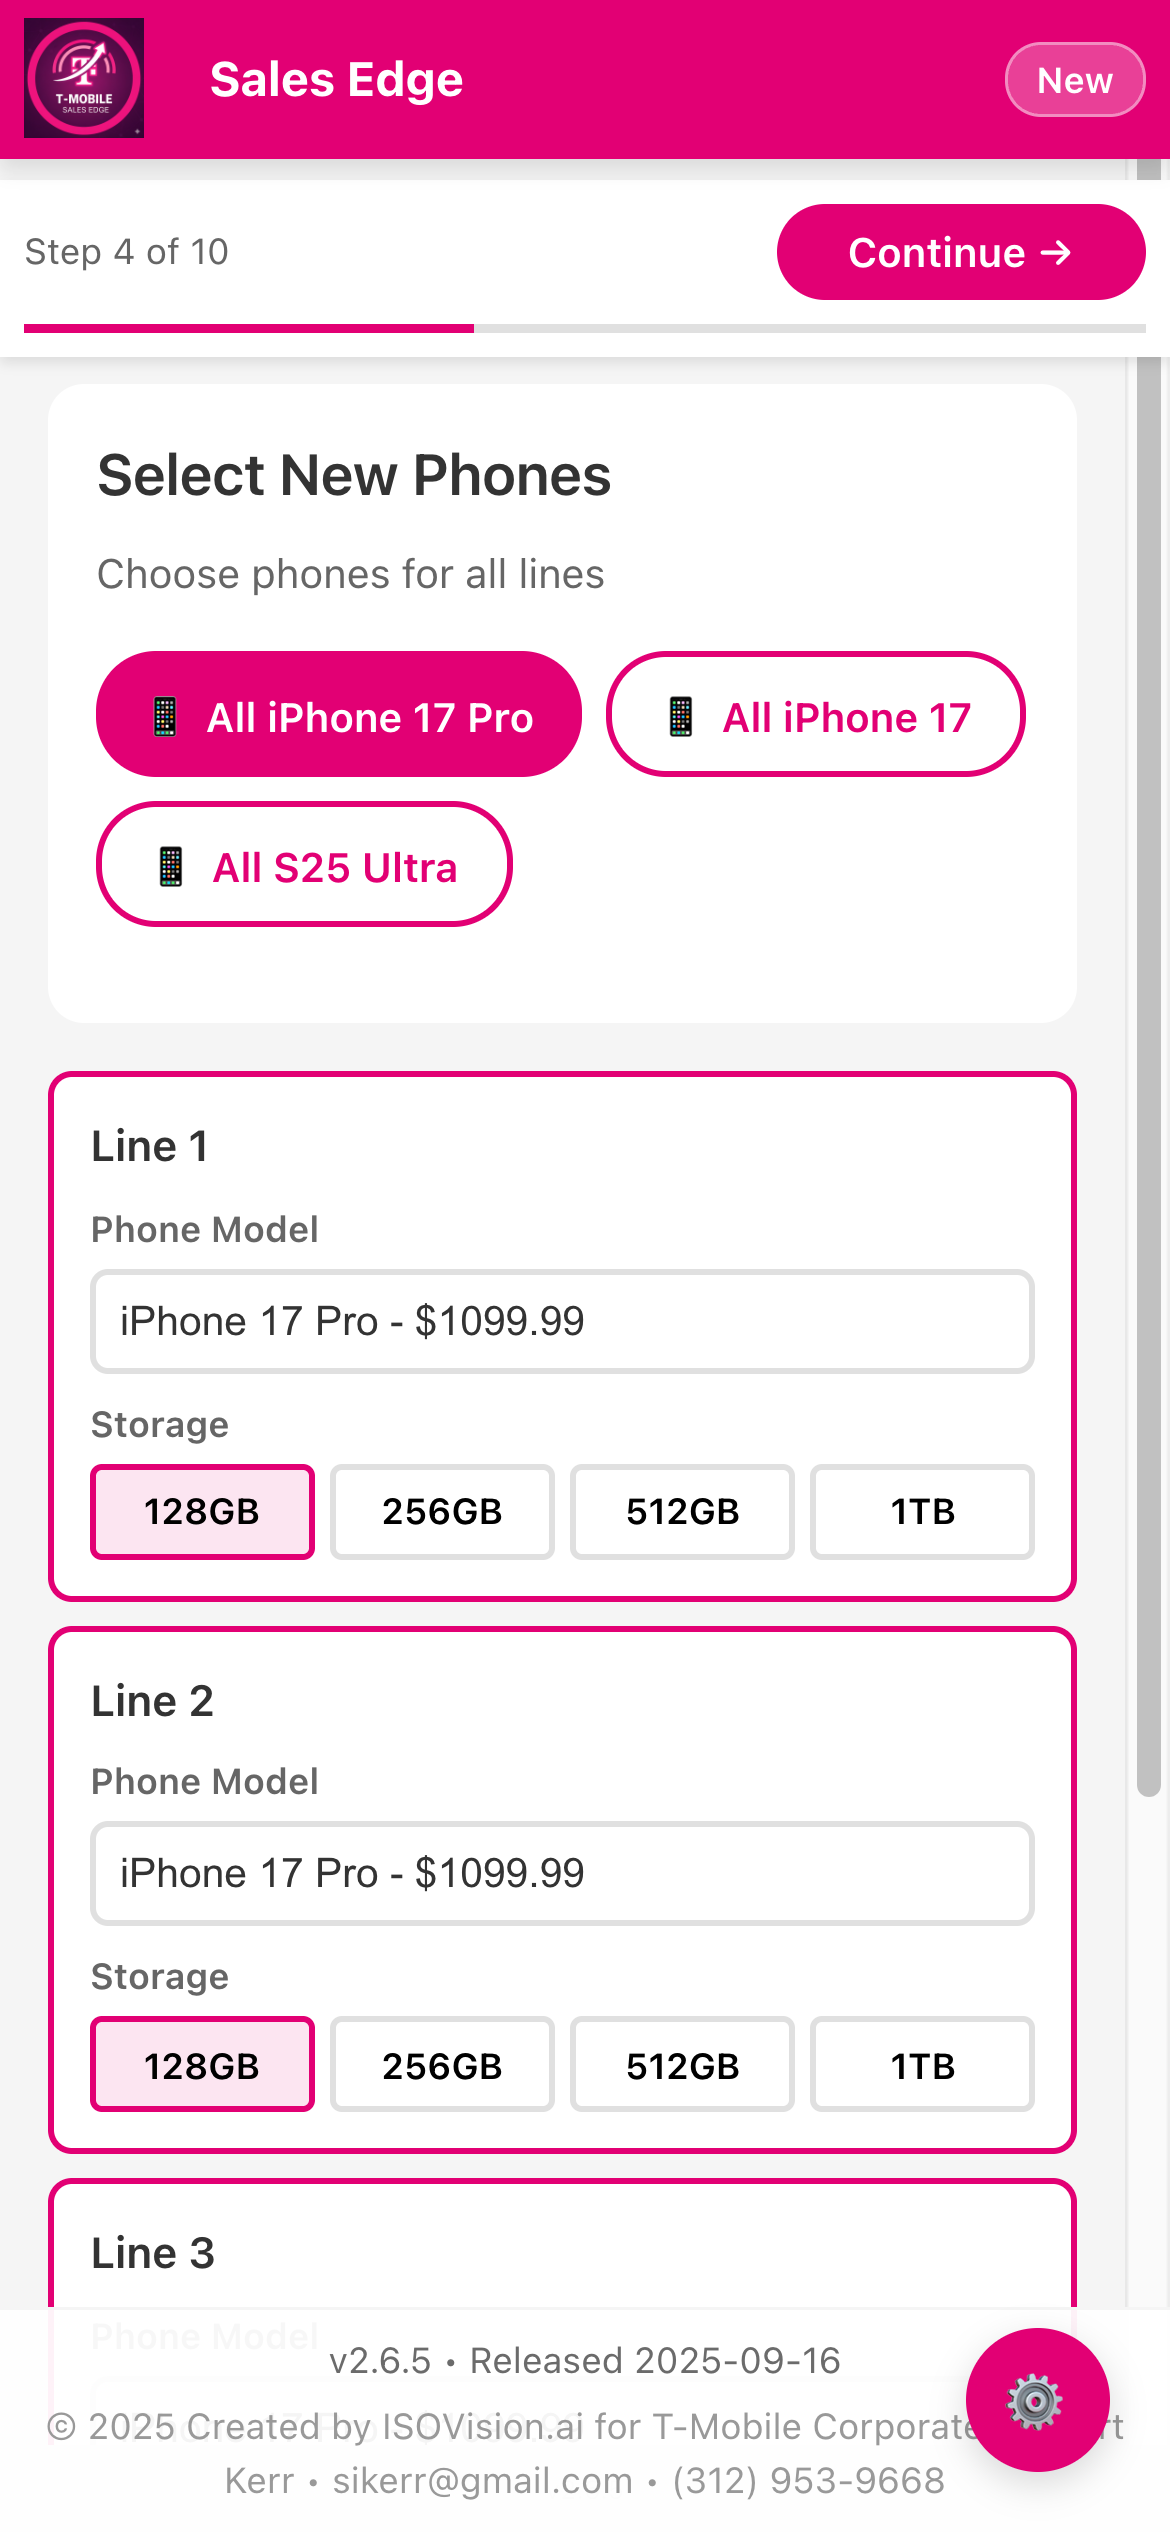 T-MOBILE
SALES EDGE
Sales Edge
New
Step 4 of 10
Continue →
Select New Phones
Choose phones for all lines
All iPhone 17 Pro
All iPhone 17
All S25 Ultra
Line 1
Phone Model
iPhone 17 Pro - $1099.99
Storage
128GB
256GB
512GB
1TB
Line 2
Phone Model
iPhone 17 Pro - $1099.99
Storage
128GB
256GB
512GB
1TB
Line 3
Phone Model
v2.6.5 • Released 2025-09-16
© 2025 Created by ISOVision.ai for T-Mobile Corporate
Kerr • sikerr@gmail.com • (312) 953-9668